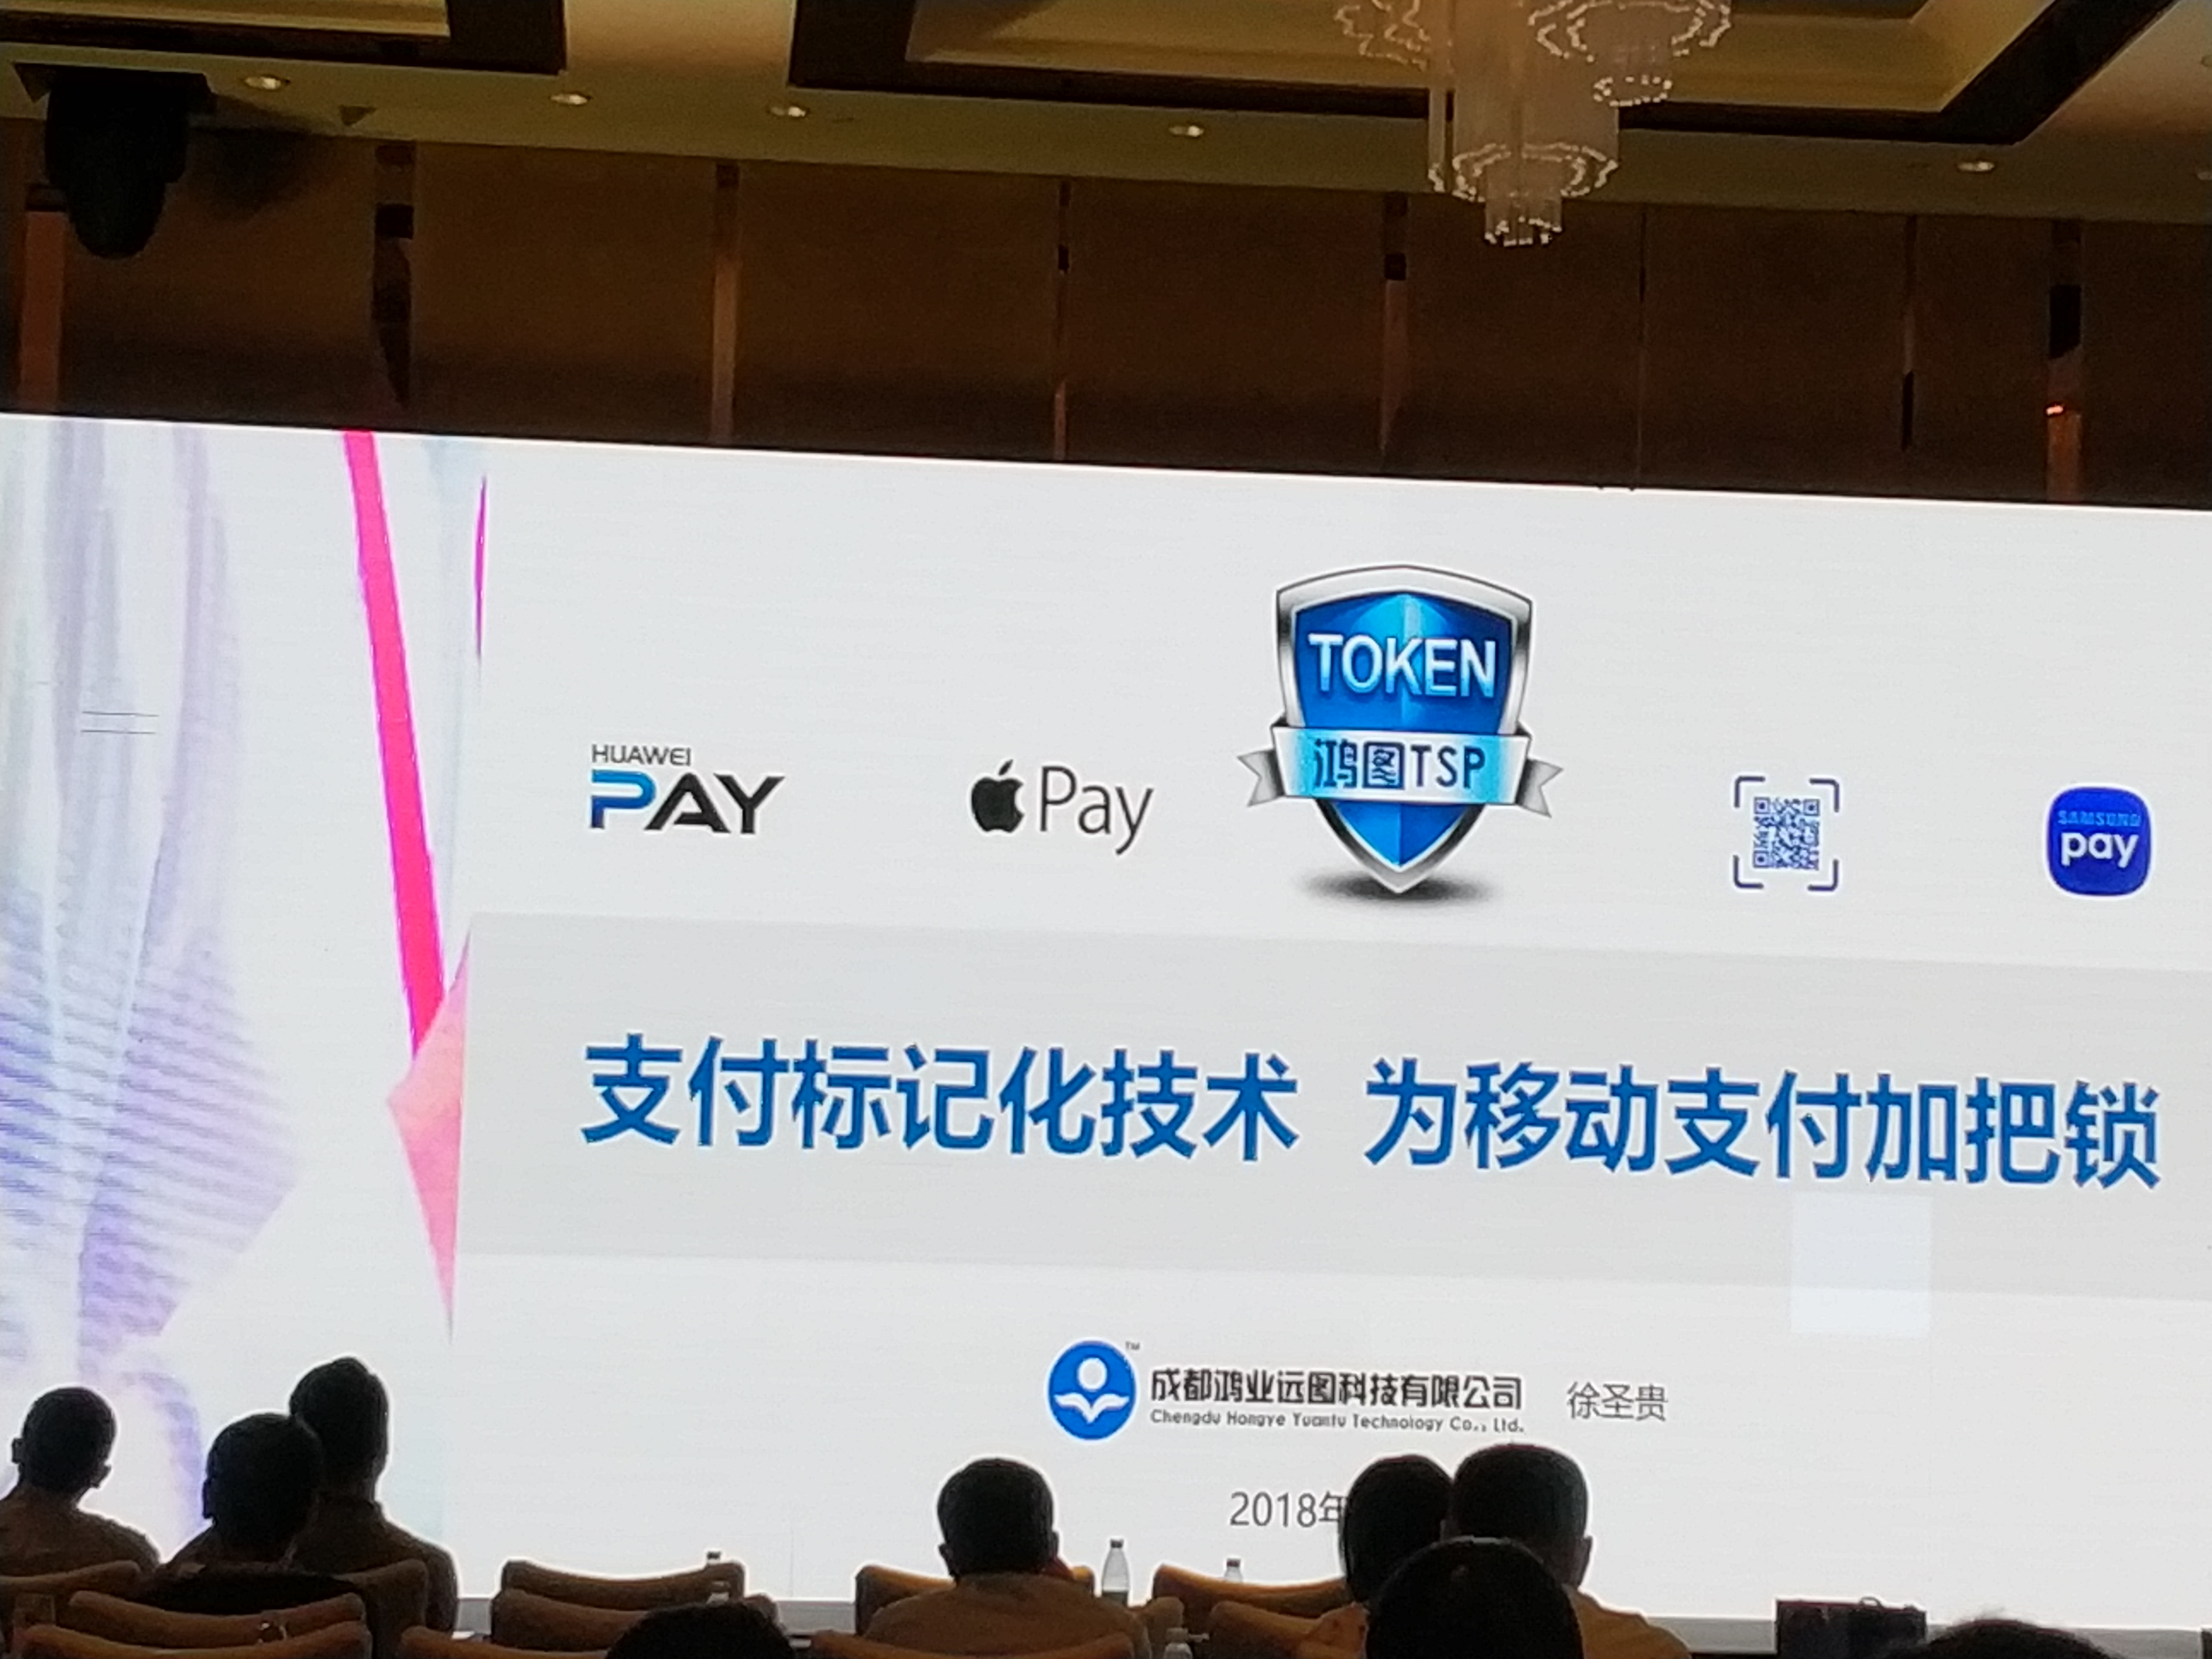 TOKEN
鸿图TSP
HUAWEI
PAY
Pay
SAMSUNG
pay
支付标记化技术 为移动支付加把锁
TM
成都鸿业远图科技有限公司 徐圣贵
Chengdu Hongye Yuantu Technology Co., Ltd.
2018年